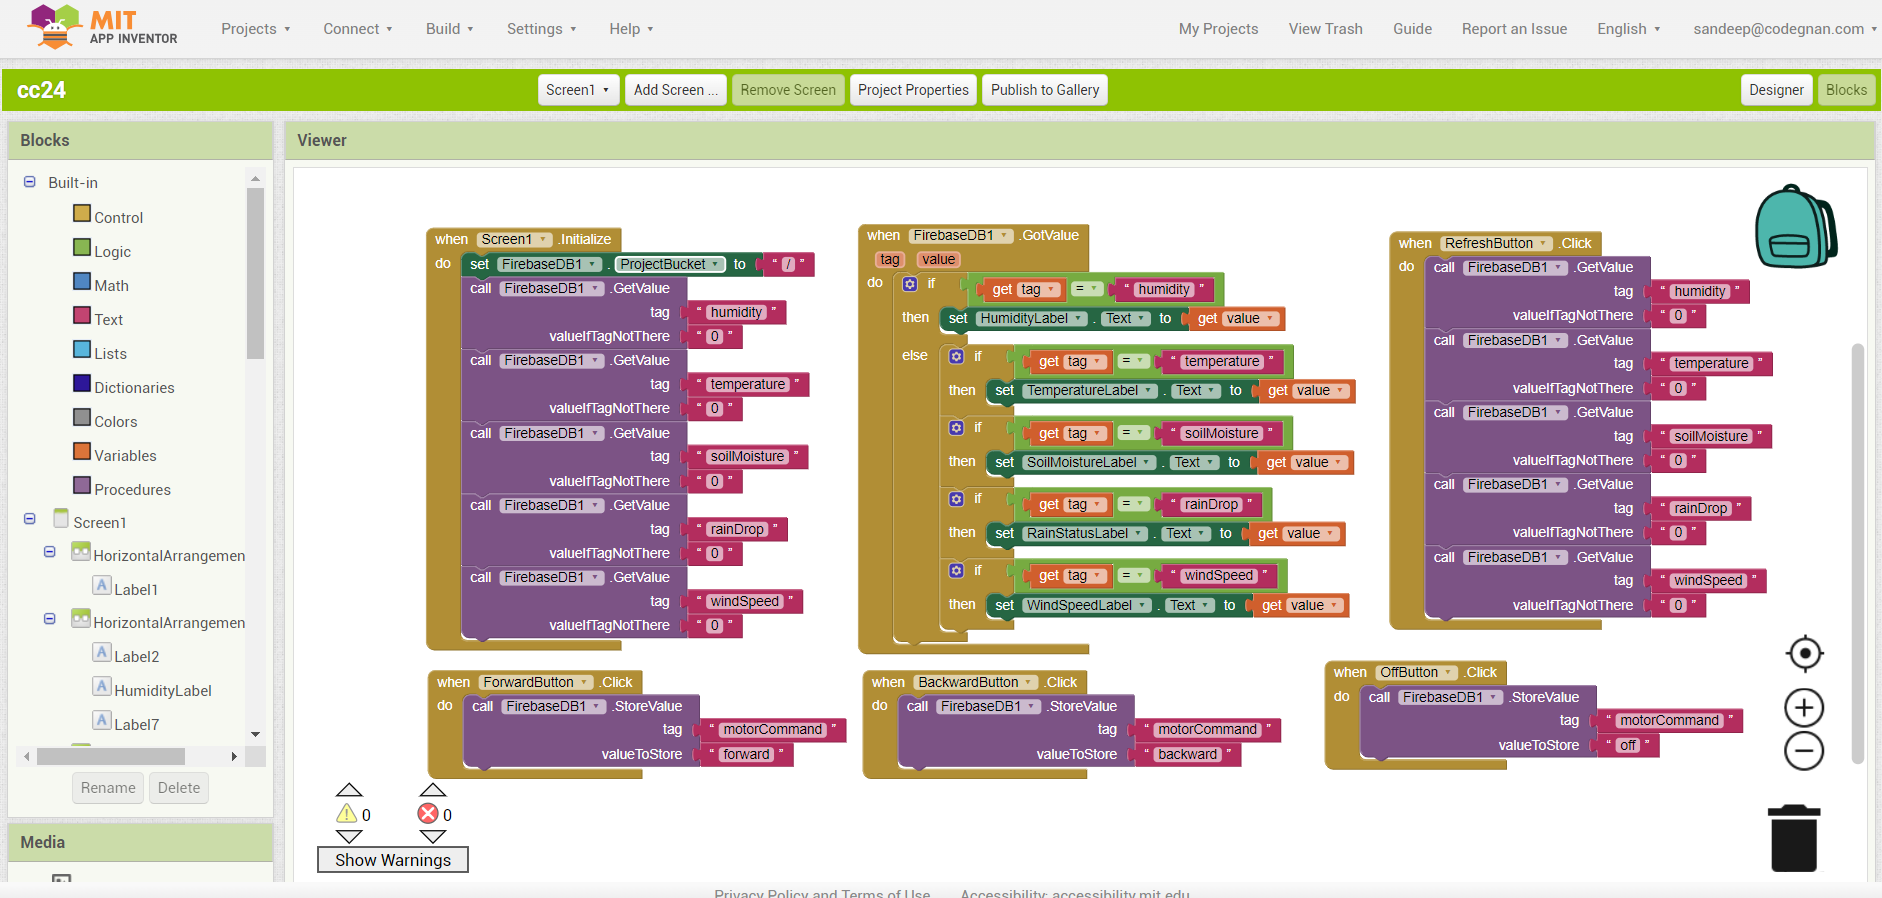 MIT
APP INVENTOR
Projects Connect Build Settings Help My Projects View Trash Guide Report an Issue English sandeep@codegnan.com
cc24 Screen1 Add Screen ... Remove Screen Project Properties Publish to Gallery Designer Blocks
Blocks
Built-in
Control
Logic
Math
Text
Lists
Dictionaries
Colors
Variables
Procedures
Screen1
HorizontalArrangemen
Label1
HorizontalArrangemen
Label2
HumidityLabel
Label7
Rename Delete
Media
Viewer
when Screen1 .Initialize
do set FirebaseDB1 . ProjectBucket to " / "
call FirebaseDB1 .GetValue
tag " humidity "
valueIfTagNotThere " 0 "
call FirebaseDB1 .GetValue
tag " temperature "
valueIfTagNotThere " 0 "
call FirebaseDB1 .GetValue
tag " soilMoisture "
valueIfTagNotThere " 0 "
call FirebaseDB1 .GetValue
tag " rainDrop "
valueIfTagNotThere " 0 "
call FirebaseDB1 .GetValue
tag " windSpeed "
valueIfTagNotThere " 0 "
when FirebaseDB1 .GotValue
tag value
do if get tag = " humidity "
then set HumidityLabel . Text to get value
else if get tag = " temperature "
then set TemperatureLabel . Text to get value
if get tag = " soilMoisture "
then set SoilMoistureLabel . Text to get value
if get tag = " rainDrop "
then set RainStatusLabel . Text to get value
if get tag = " windSpeed "
then set WindSpeedLabel . Text to get value
when RefreshButton .Click
do call FirebaseDB1 .GetValue
tag " humidity "
valueIfTagNotThere " 0 "
call FirebaseDB1 .GetValue
tag " temperature "
valueIfTagNotThere " 0 "
call FirebaseDB1 .GetValue
tag " soilMoisture "
valueIfTagNotThere " 0 "
call FirebaseDB1 .GetValue
tag " rainDrop "
valueIfTagNotThere " 0 "
call FirebaseDB1 .GetValue
tag " windSpeed "
valueIfTagNotThere " 0 "
when ForwardButton .Click
do call FirebaseDB1 .StoreValue
tag " motorCommand "
valueToStore " forward "
when BackwardButton .Click
do call FirebaseDB1 .StoreValue
tag " motorCommand "
valueToStore " backward "
when OffButton .Click
do call FirebaseDB1 .StoreValue
tag " motorCommand "
valueToStore " off "
0 0
Show Warnings
Privacy Policy and Terms of Use Accessibility: accessibility.mit.edu